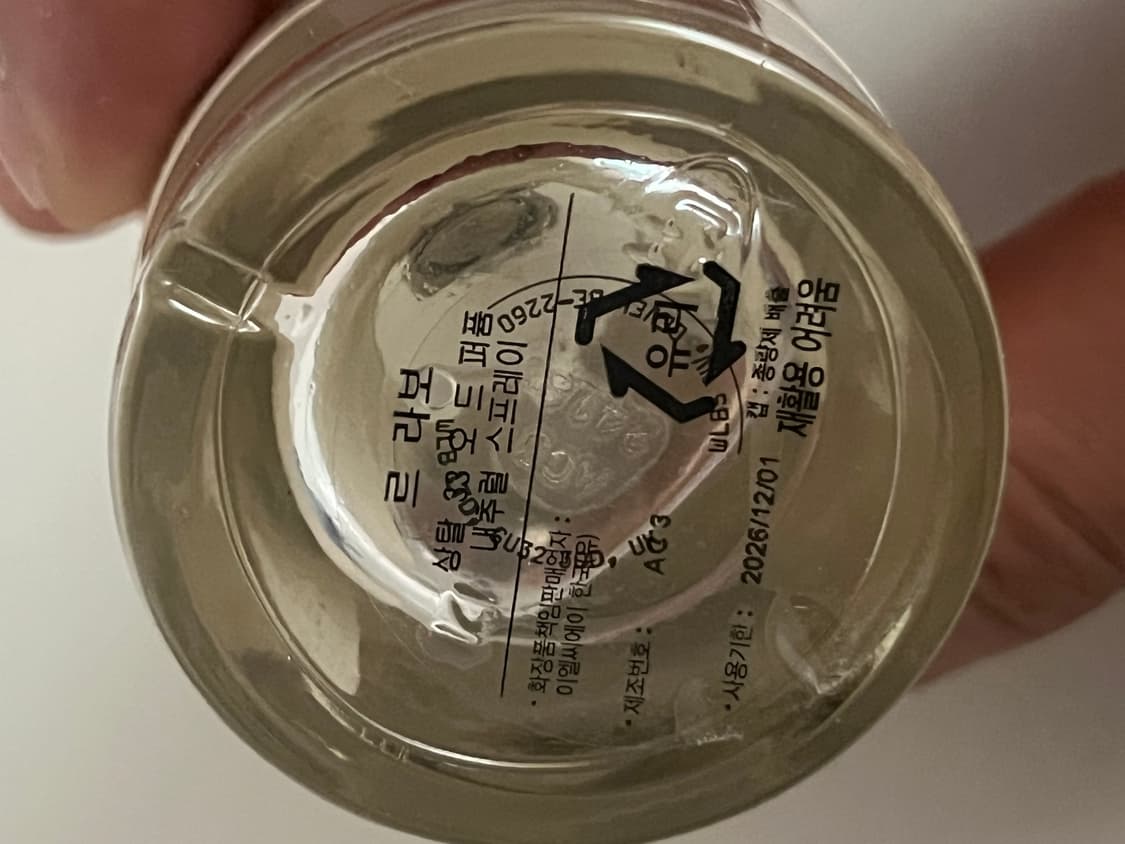 르 라보
상탈 33 오 드 퍼퓸
내추럴 스프레이
· 화장품책임판매업자 :
이엘씨에이 한국(유)
· 제조번호 :
AC3
· 사용기한 : 2026/12/01
유리
캡 : 종량제 배출
재활용 어려움